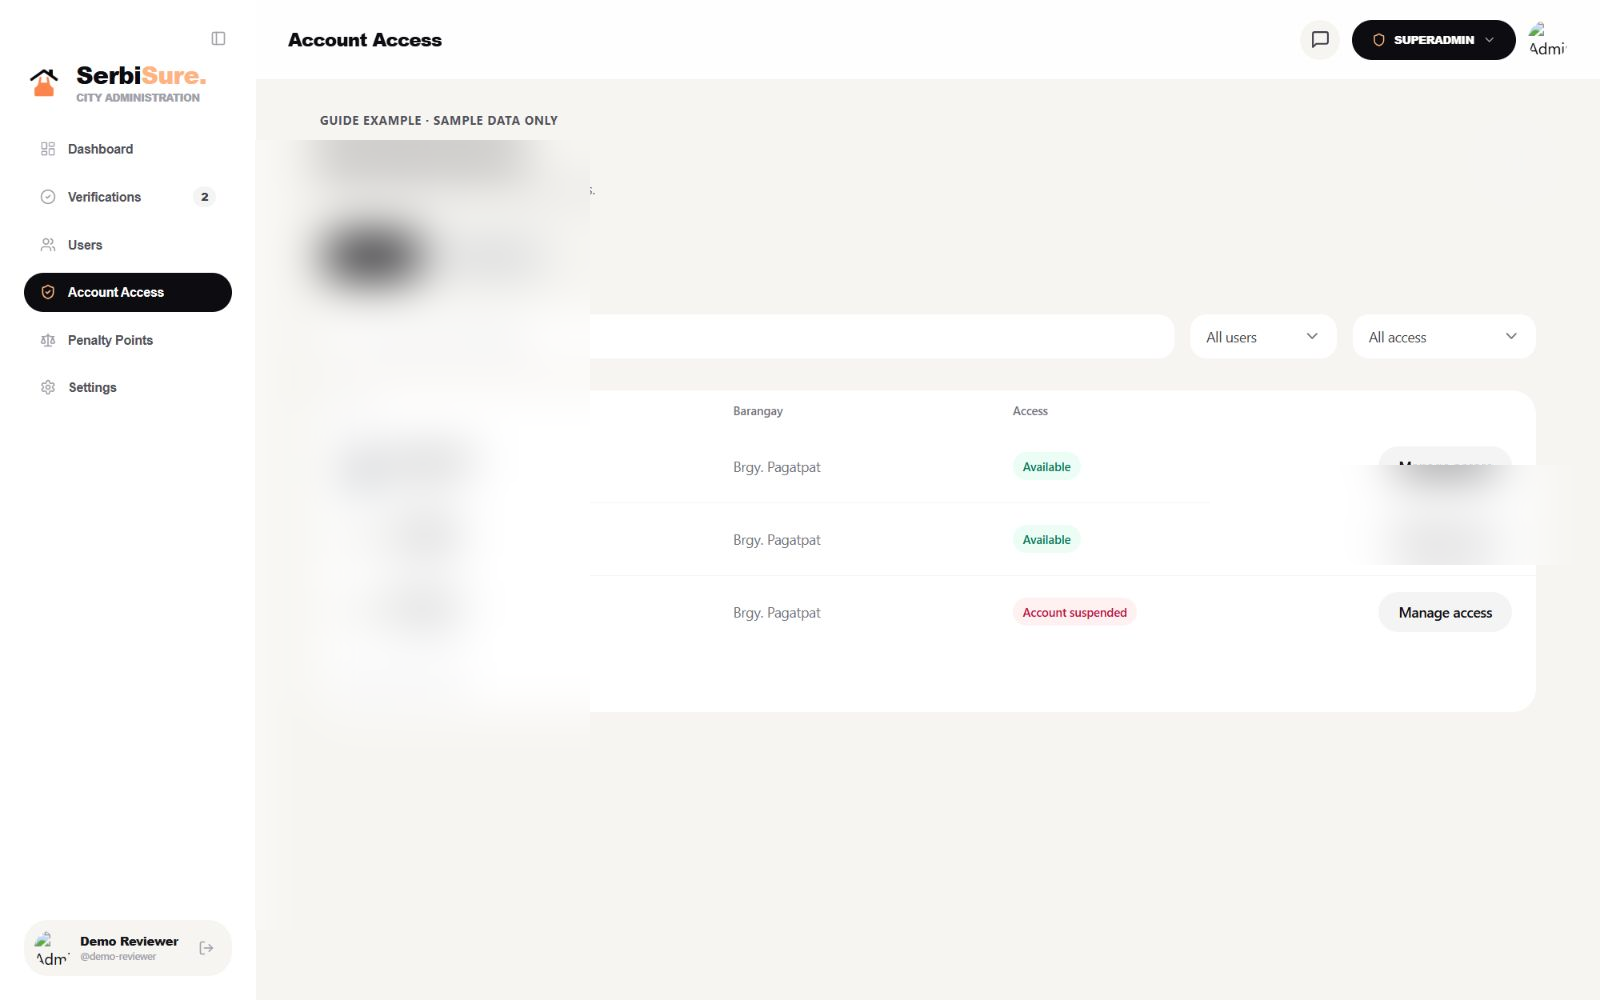 Account Access
SUPERADMIN
Admi
SerbiSure.
CITY ADMINISTRATION
Dashboard
Verifications 2
Users
Account Access
Penalty Points
Settings
GUIDE EXAMPLE · SAMPLE DATA ONLY
s.
All users
All access
Barangay Access
Brgy. Pagatpat Available
Brgy. Pagatpat Available
Brgy. Pagatpat Account suspended Manage access
Demo Reviewer
@demo-reviewer
Adm